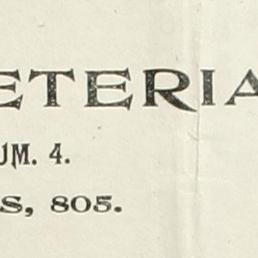 ETERIA
UM. 4.
S, 805.